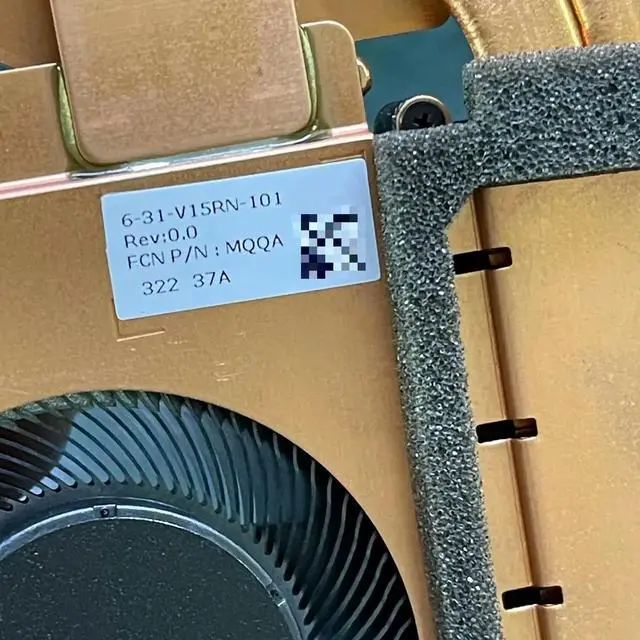 6-31-V15RN-101
Rev:0.0
FCN P/N : MQQA
322 37A